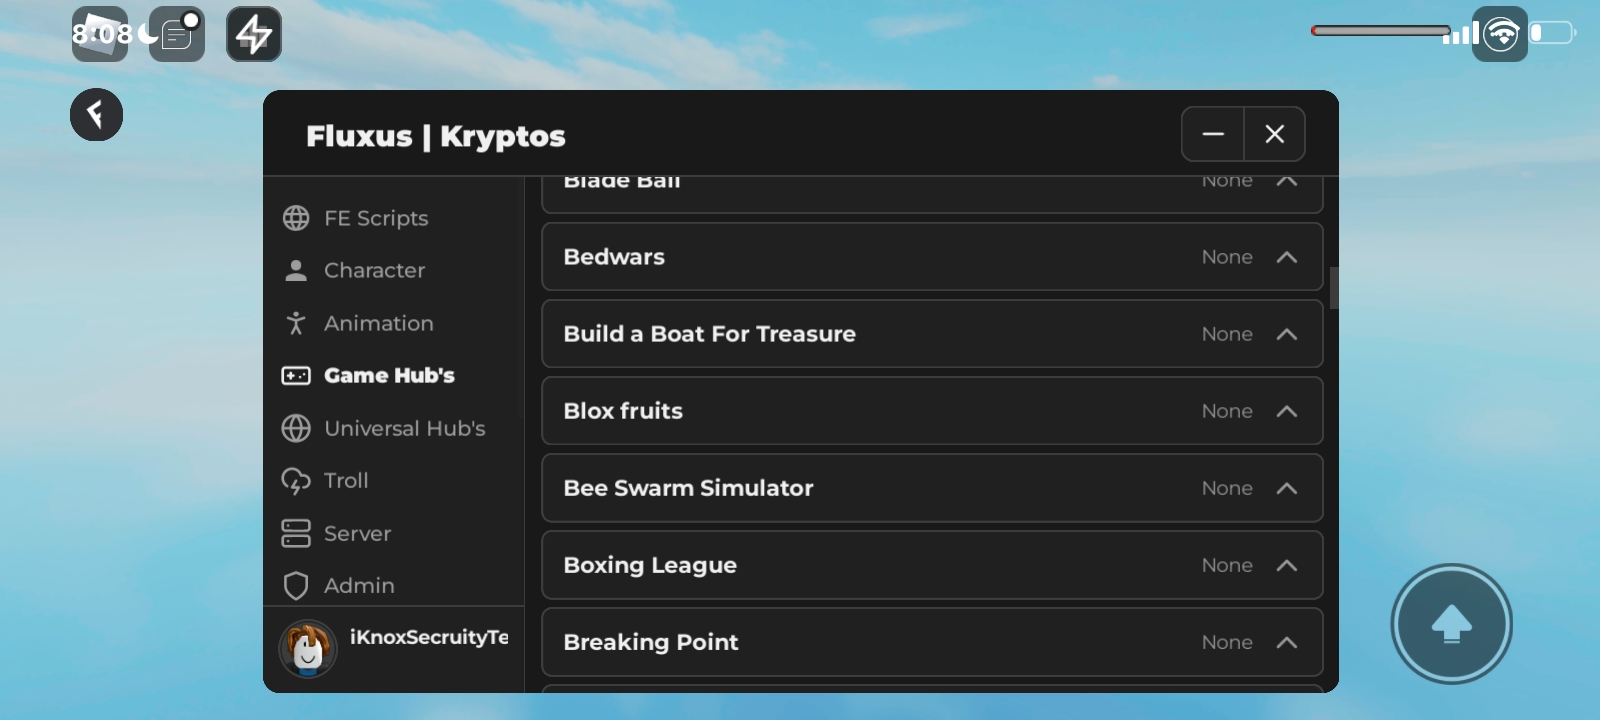 8:08
Fluxus | Kryptos
FE Scripts
Character
Animation
Game Hub's
Universal Hub's
Troll
Server
Admin
iKnoxSecruityTe
Blade Ball None
Bedwars None
Build a Boat For Treasure None
Blox fruits None
Bee Swarm Simulator None
Boxing League None
Breaking Point None